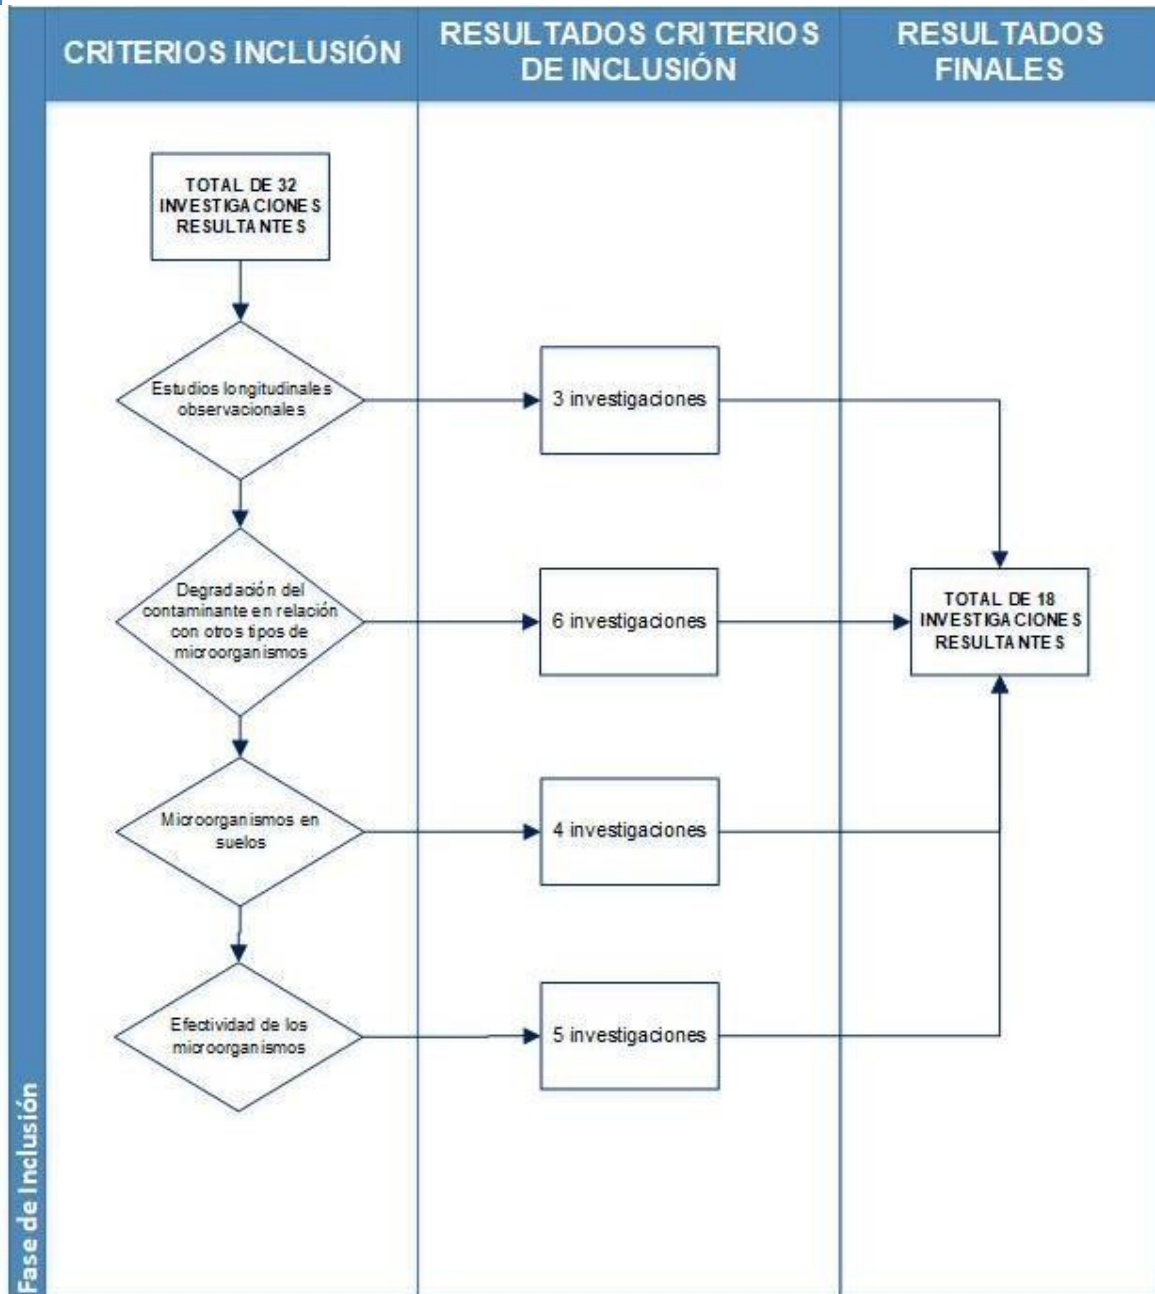 CRITERIOS INCLUSIÓN
RESULTADOS CRITERIOS
DE INCLUSIÓN
RESULTADOS
FINALES
TOTAL DE 32
INVESTIGACIONES
RESULTANTES
Estudios longitudinales
observacionales
3 investigaciones
Degradación del
contaminante en relación
con otros tipos de
microorganismos
6 investigaciones
TOTAL DE 18
INVESTIGACIONES
RESULTANTES
Microorganismos en
suelos
4 investigaciones
Efectividad de los
microorganismos
5 investigaciones
Fase de Inclusión